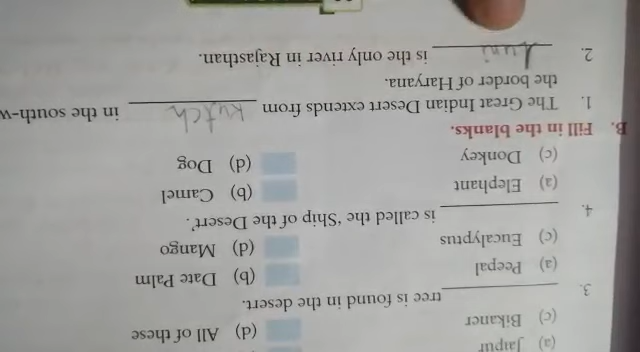 (a) Jaipur
(c) Bikaner (d) All of these
3. ________ tree is found in the desert.
(a) Peepal (b) Date Palm
(c) Eucalyptus (d) Mango
4. ________ is called the ‘Ship of the Desert’.
(a) Elephant (b) Camel
(c) Donkey (d) Dog
B. Fill in the blanks.
1. The Great Indian Desert extends from kutch in the south-w
the border of Haryana.
2. luni is the only river in Rajasthan.